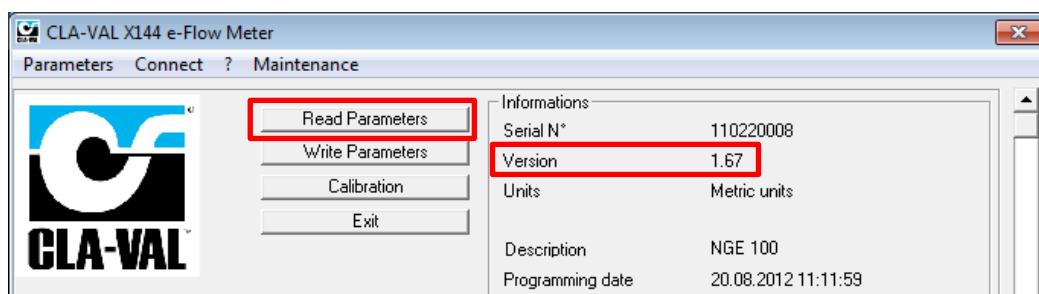 CLA-VAL X144 e-Flow Meter
Parameters Connect ? Maintenance
Read Parameters
Write Parameters
Calibration
Exit
CLA-VAL
Informations
Serial N° 110220008
Version 1.67
Units Metric units
Description NGE 100
Programming date 20.08.2012 11:11:59